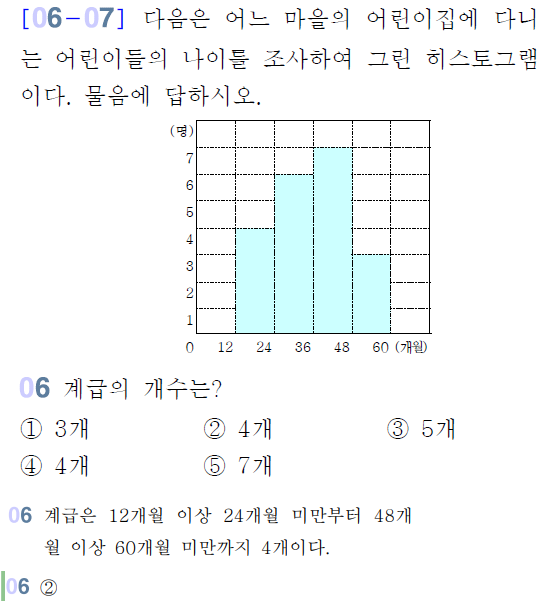 [06-07] 다음은 어느 마을의 어린이집에 다니
는 어린이들의 나이를 조사하여 그린 히스토그램
이다. 물음에 답하시오.
(명)
7
6
5
4
3
2
1
0 12 24 36 48 60 (개월)
06 계급의 개수는?
① 3개 ② 4개 ③ 5개
④ 4개 ⑤ 7개
06 계급은 12개월 이상 24개월 미만부터 48개
월 이상 60개월 미만까지 4개이다.
06 ②